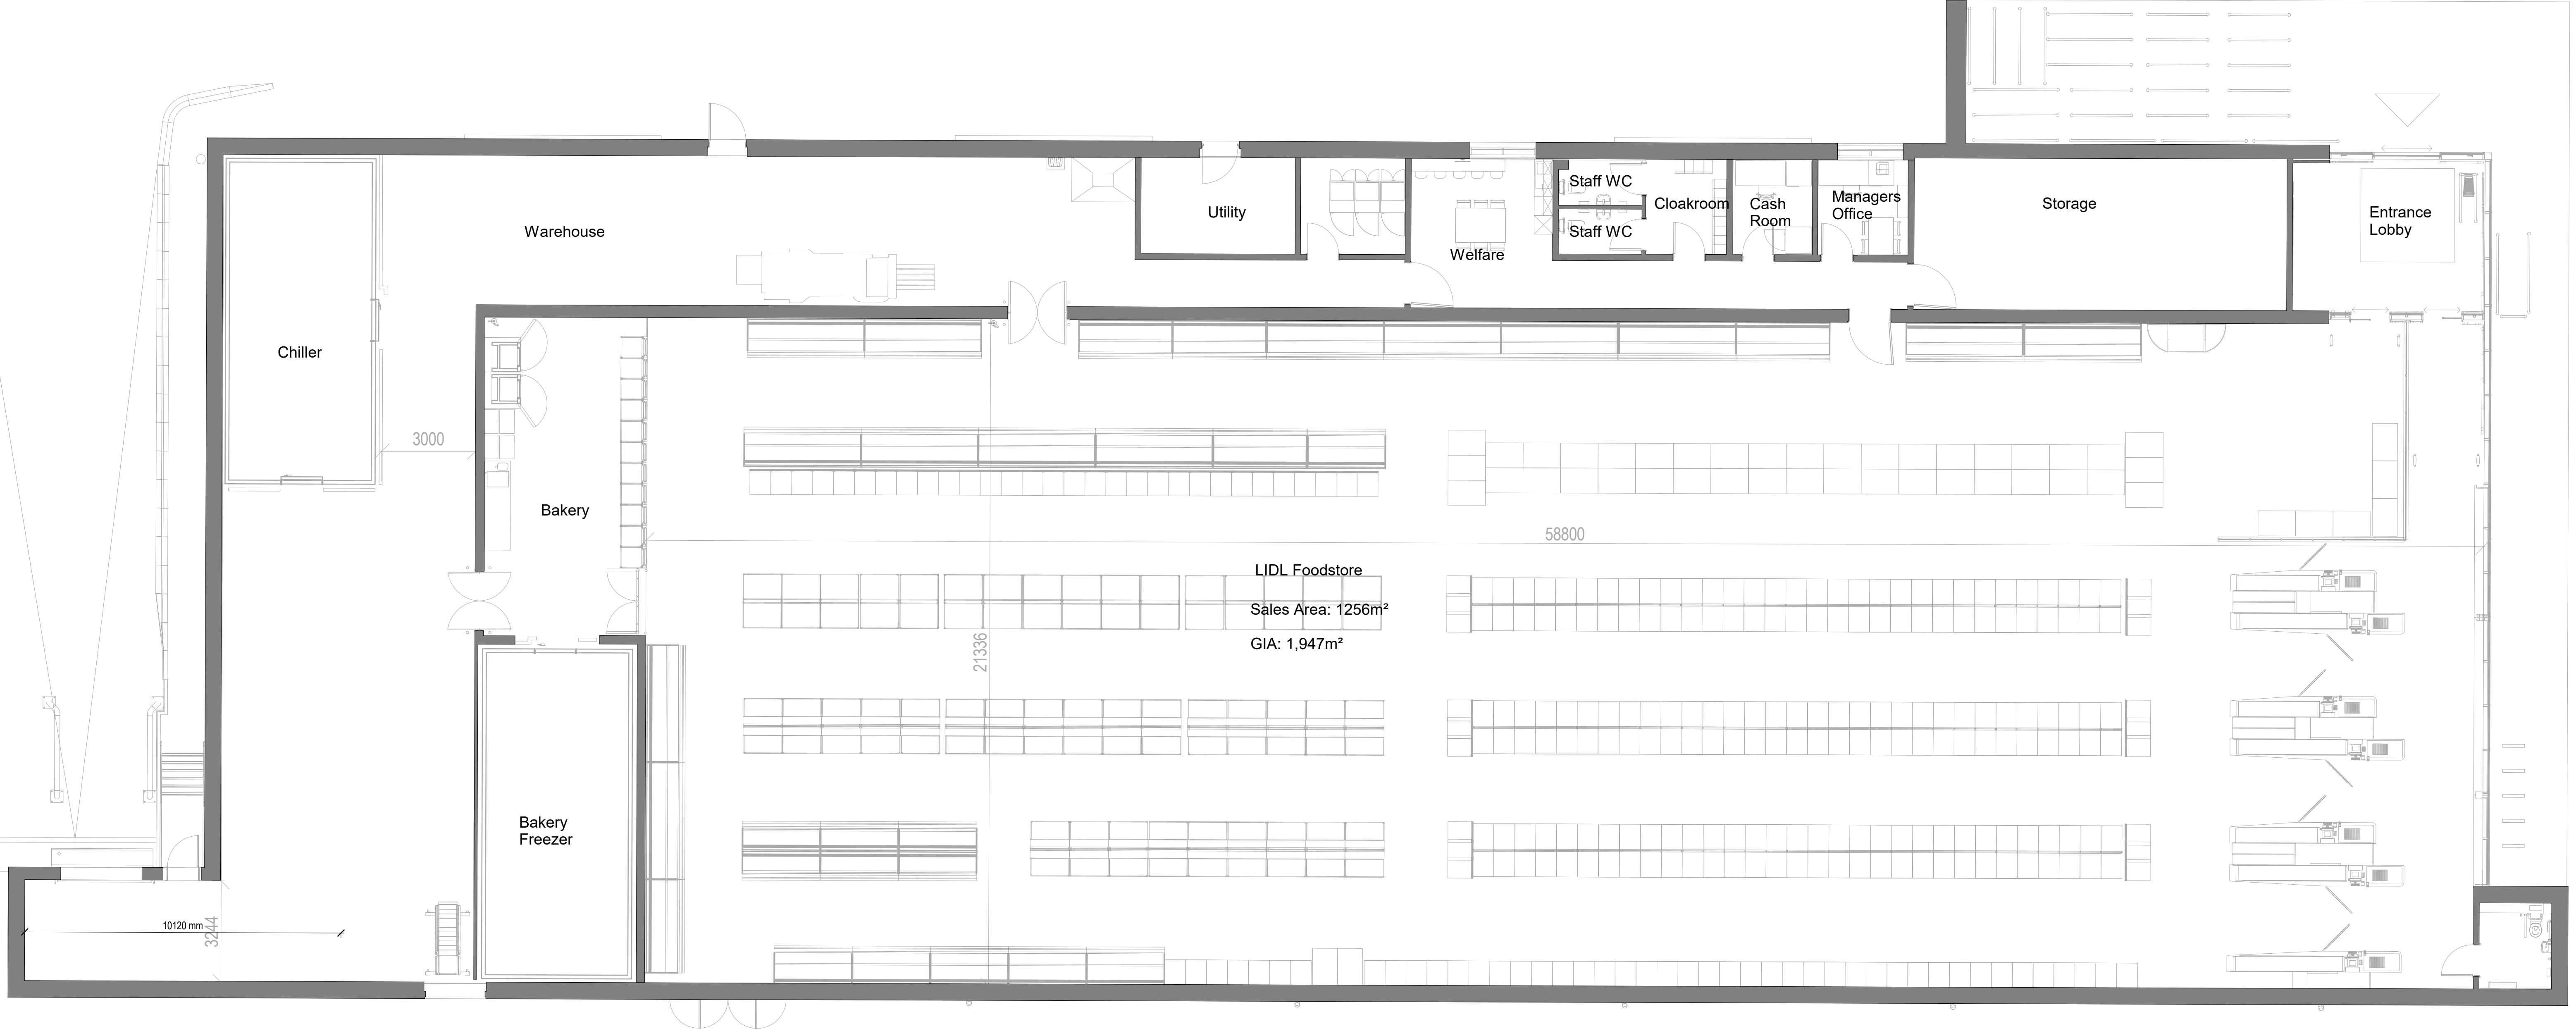 Staff WC
Cloakroom
Cash
Room
Managers
Office
Storage
Entrance
Lobby
Utility
Warehouse
Staff WC
Welfare
Chiller
3000
Bakery
58800
LIDL Foodstore
Sales Area: 1256m²
GIA: 1,947m²
21336
Bakery
Freezer
10120 mm
3244